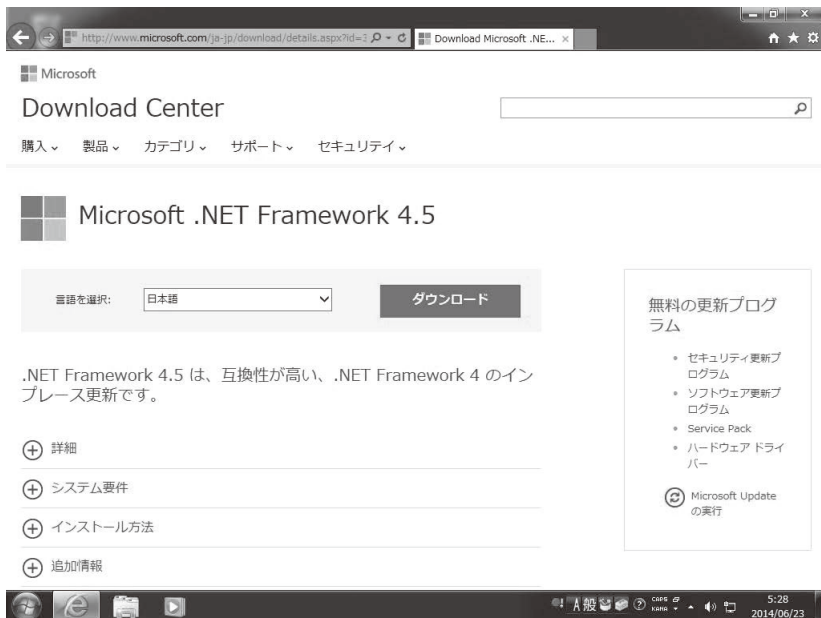 http://www.microsoft.com/ja-jp/download/details.aspx?id=3
Download Microsoft .NE...
Microsoft
Download Center
購入
製品
カテゴリ
サポート
セキュリティ
Microsoft .NET Framework 4.5
言語を選択:
日本語
ダウンロード
.NET Framework 4.5 は、互換性が高い、.NET Framework 4 のイン
プレース更新です。
詳細
システム要件
インストール方法
追加情報
無料の更新プログ
ラム
セキュリティ更新プ
ログラム
ソフトウェア更新プ
ログラム
Service Pack
ハードウェア ドライ
バー
Microsoft Update
の実行
A 般
CAPS
KANA
5:28
2014/06/23